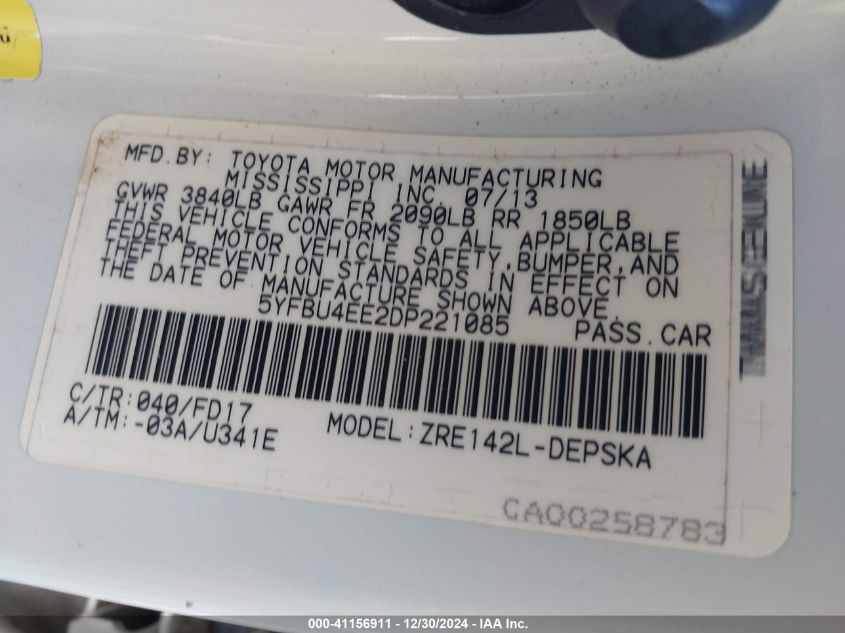 MFD.BY: TOYOTA MOTOR MANUFACTURING
MISSISSIPPI INC. 07/13
GVWR 3840LB GAWR FR 2090LB RR 1850LB
THIS VEHICLE CONFORMS TO ALL APPLICABLE
FEDERAL MOTOR VEHICLE SAFETY,BUMPER,AND
THEFT PREVENTION STANDARDS IN EFFECT ON
THE DATE OF MANUFACTURE SHOWN ABOVE.
5YFBU4EE2DP221085 PASS.CAR
C/TR:040/FD17
A/TM:-03A/U341E MODEL:ZRE142L-DEPSKA
CA00258783
000-41156911 - 12/30/2024 - IAA Inc.